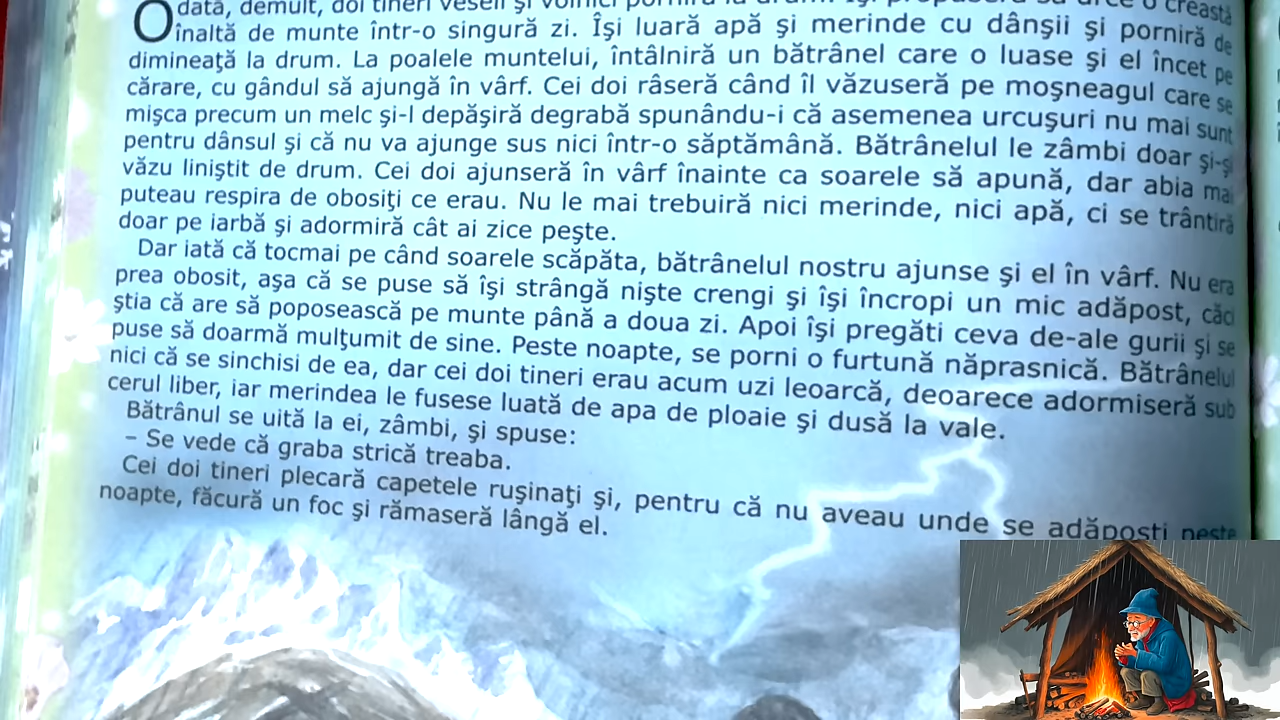 Odată, demult, doi tineri veseli și voinici porniră la drum. Își propuseră să urce o creastă
înaltă de munte într-o singură zi. Îşi luară apă şi merinde cu dânşii şi porniră de
dimineaţă la drum. La poalele muntelui, întâlniră un bătrânel care o luase şi el încet pe
cărare, cu gândul să ajungă în vârf. Cei doi râseră când îl văzuseră pe moşneagul care se
mişca precum un melc şi-l depăşiră degrabă spunându-i că asemenea urcuşuri nu mai sunt
pentru dânsul şi că nu va ajunge sus nici într-o săptămână. Bătrânelul le zâmbi doar şi-şi
văzu liniştit de drum. Cei doi ajunseră în vârf înainte ca soarele să apună, dar abia mai
puteau respira de obosiţi ce erau. Nu le mai trebuiră nici merinde, nici apă, ci se trântiră
doar pe iarbă şi adormiră cât ai zice peşte.
Dar iată că tocmai pe când soarele scăpăta, bătrânelul nostru ajunse şi el în vârf. Nu era
prea obosit, aşa că se puse să îşi strângă nişte crengi şi îşi încropi un mic adăpost, căci
ştia că are să poposească pe munte până a doua zi. Apoi îşi pregăti ceva de-ale gurii şi se
puse să doarmă mulţumit de sine. Peste noapte, se porni o furtună năprasnică. Bătrânelul
nici că se sinchisi de ea, dar cei doi tineri erau acum uzi leoarcă, deoarece adormiseră sub
cerul liber, iar merindea le fusese luată de apa de ploaie şi dusă la vale.
Bătrânul se uită la ei, zâmbi, şi spuse:
– Se vede că graba strică treaba.
Cei doi tineri plecară capetele ruşinaţi şi, pentru că nu aveau unde se adăposti peste
noapte, făcură un foc şi rămaseră lângă el.